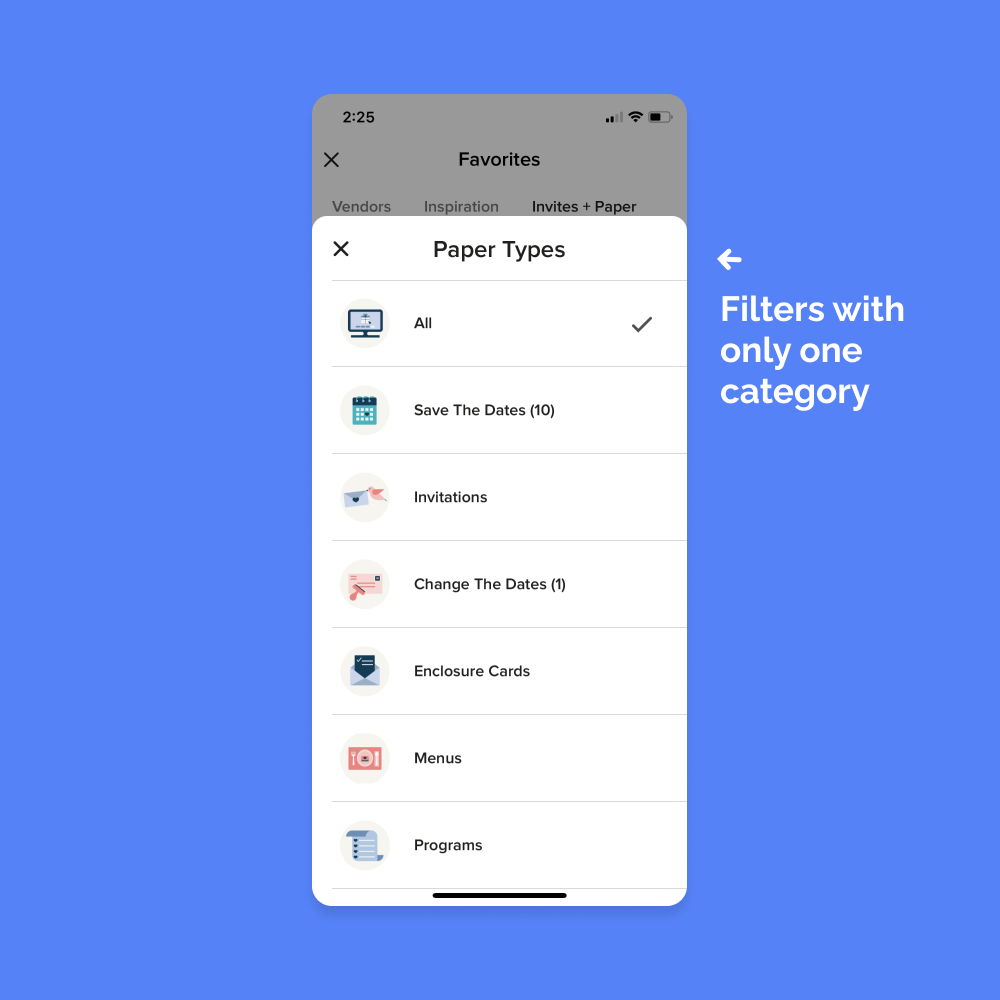 2:25
Favorites
Vendors Inspiration Invites + Paper
Paper Types
All
Save The Dates (10)
Invitations
Change The Dates (1)
Enclosure Cards
Menus
Programs
Filters with
only one
category